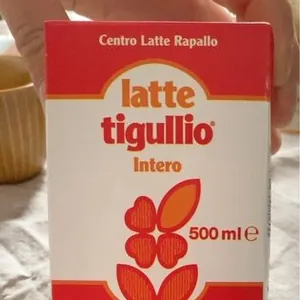 Centro Latte Rapallo
latte
tigullio®
Intero
500 ml ℮